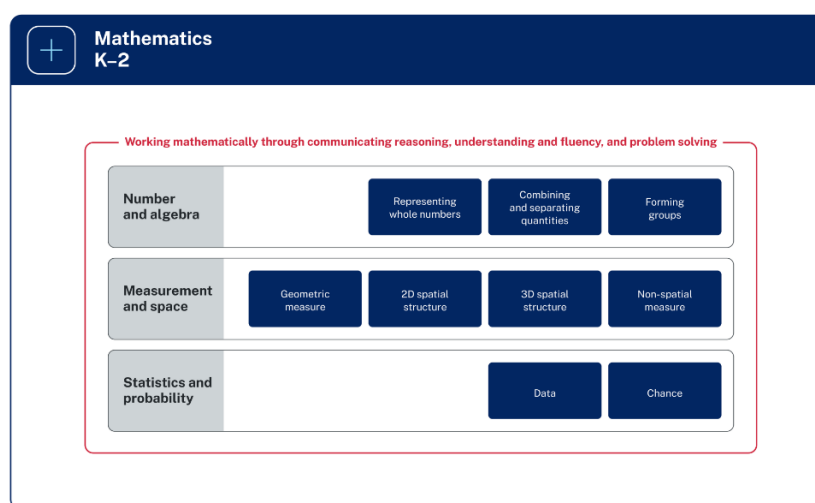 Mathematics
K–2
Working mathematically through communicating reasoning, understanding and fluency, and problem solving
Number
and algebra
Representing
whole numbers
Combining
and separating
quantities
Forming
groups
Measurement
and space
Geometric
measure
2D spatial
structure
3D spatial
structure
Non-spatial
measure
Statistics and
probability
Data
Chance